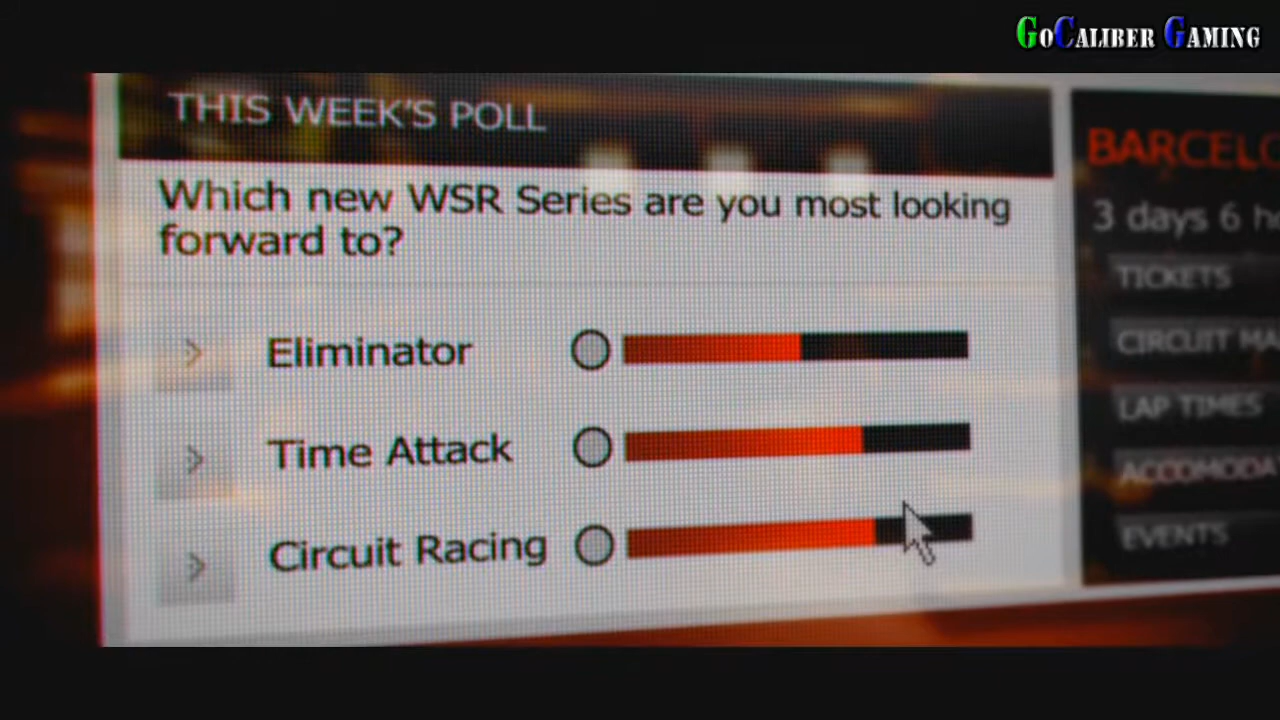 GoCaliber Gaming
THIS WEEK'S POLL
Which new WSR Series are you most looking
forward to?
Eliminator
Time Attack
Circuit Racing
3 days 6
TICKETS
CIRCUIT
LAP TIMES
EVENTS